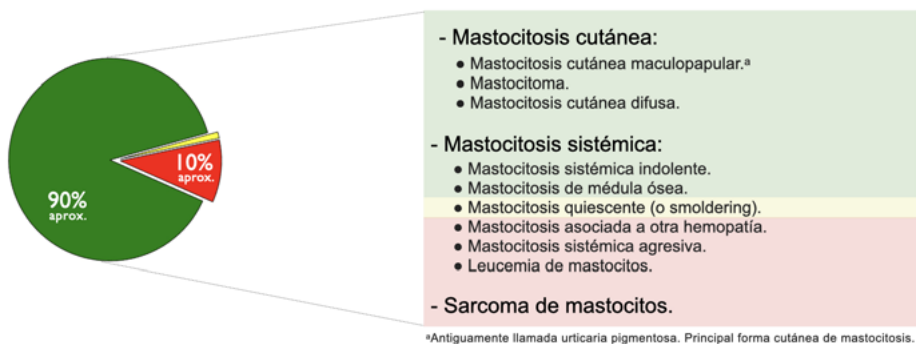 90%
aprox.
10%
aprox.
- Mastocitosis cutánea:
● Mastocitosis cutánea maculopapular.ª
● Mastocitoma.
● Mastocitosis cutánea difusa.
- Mastocitosis sistémica:
● Mastocitosis sistémica indolente.
● Mastocitosis de médula ósea.
● Mastocitosis quiescente (o smoldering).
● Mastocitosis asociada a otra hemopatía.
● Mastocitosis sistémica agresiva.
● Leucemia de mastocitos.
- Sarcoma de mastocitos.
ªAntiguamente llamada urticaria pigmentosa. Principal forma cutánea de mastocitosis.